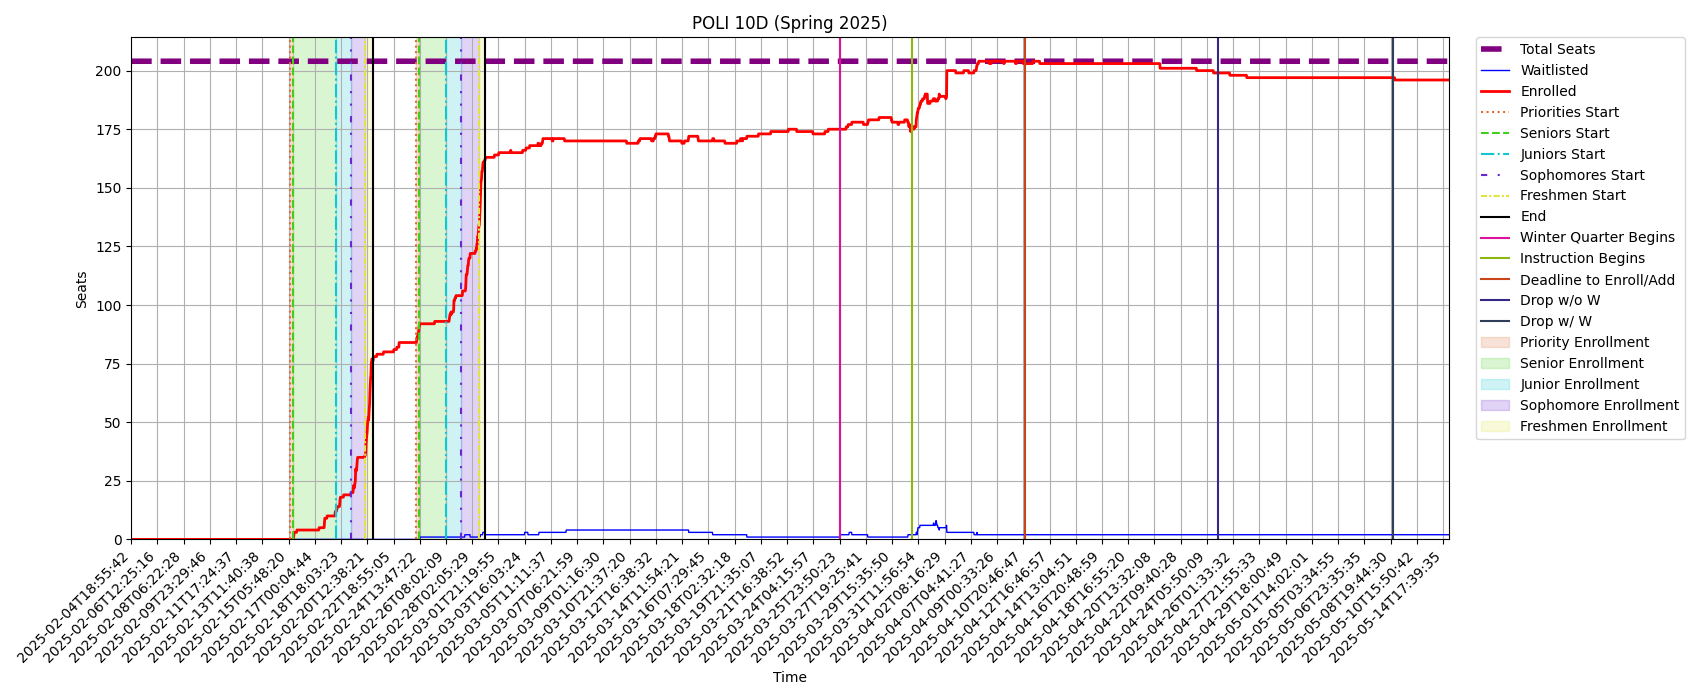 POLI 10D (Spring 2025)
Seats
200
175
150
125
100
75
50
25
0
2025-02-04T18:55:42
2025-02-06T12:25:16
2025-02-08T06:22:28
2025-02-09T23:29:46
2025-02-11T17:24:37
2025-02-13T11:40:38
2025-02-15T05:48:20
2025-02-17T00:04:44
2025-02-18T18:03:23
2025-02-20T12:38:21
2025-02-22T18:55:05
2025-02-24T13:47:22
2025-02-26T08:02:09
2025-02-28T02:05:29
2025-03-01T21:19:55
2025-03-03T16:03:24
2025-03-05T11:11:37
2025-03-07T06:21:59
2025-03-09T01:16:30
2025-03-10T21:37:20
2025-03-12T16:38:32
2025-03-14T11:54:21
2025-03-16T07:29:45
2025-03-18T02:32:18
2025-03-19T21:35:07
2025-03-21T16:38:52
2025-03-24T04:15:57
2025-03-25T23:50:23
2025-03-27T19:25:41
2025-03-29T15:35:50
2025-03-31T11:56:54
2025-04-02T08:16:29
2025-04-07T04:41:27
2025-04-09T00:33:26
2025-04-10T20:46:47
2025-04-12T16:46:57
2025-04-14T13:04:51
2025-04-16T20:48:59
2025-04-18T16:55:20
2025-04-20T13:32:08
2025-04-22T09:40:28
2025-04-24T05:50:09
2025-04-26T01:33:32
2025-04-27T21:55:33
2025-04-29T18:00:49
2025-05-01T14:02:01
2025-05-05T03:34:55
2025-05-06T23:35:35
2025-05-08T19:44:30
2025-05-10T15:50:42
2025-05-14T17:39:35
Time
Total Seats
Waitlisted
Enrolled
Priorities Start
Seniors Start
Juniors Start
Sophomores Start
Freshmen Start
End
Winter Quarter Begins
Instruction Begins
Deadline to Enroll/Add
Drop w/o W
Drop w/ W
Priority Enrollment
Senior Enrollment
Junior Enrollment
Sophomore Enrollment
Freshmen Enrollment